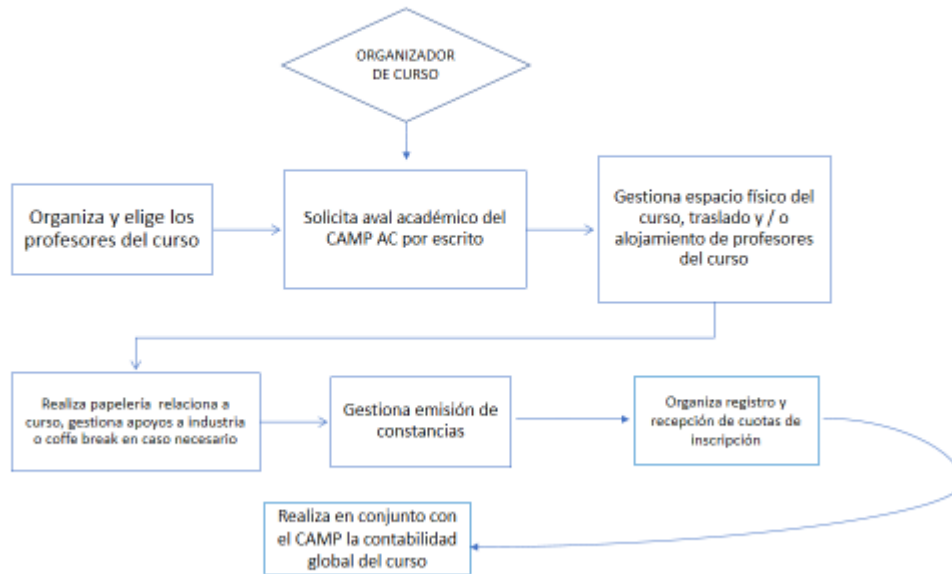 ORGANIZADOR
DE CURSO
Organiza y elige los
profesores del curso
Solicita aval académico del
CAMP AC por escrito
Gestiona espacio físico del
curso, traslado y / o
alojamiento de profesores
del curso
Realiza papelería relaciona a
curso, gestiona apoyos a industria
o coffe break en caso necesario
Gestiona emisión de
constancias
Organiza registro y
recepción de cuotas de
inscripción
Realiza en conjunto con
el CAMP la contabilidad
global del curso